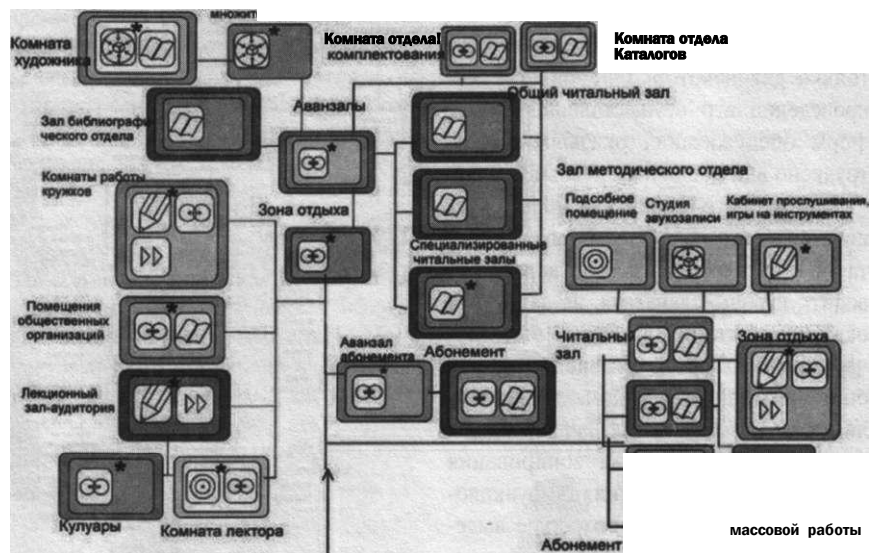 множит
Комната
художника
Комната отдела
комплектования
Комната отдела
Каталогов
Аванзалы
Общий читальный зал
Зал библиографи-
ческого отдела
Зал методического отдела
Комнаты работы
кружков
Зона отдыха
Подсобное
помещение
Студия
звукозаписи
Кабинет прослушивания,
игры на инструментах
Специализированные
читальные залы
Помещения
общественных
организаций
Аванзал
абонемента
Абонемент
Читальный
зал
Зона отдыха
Лекционный
зал-аудитория
Кулуары
Комната лектора
Абонемент
массовой работы